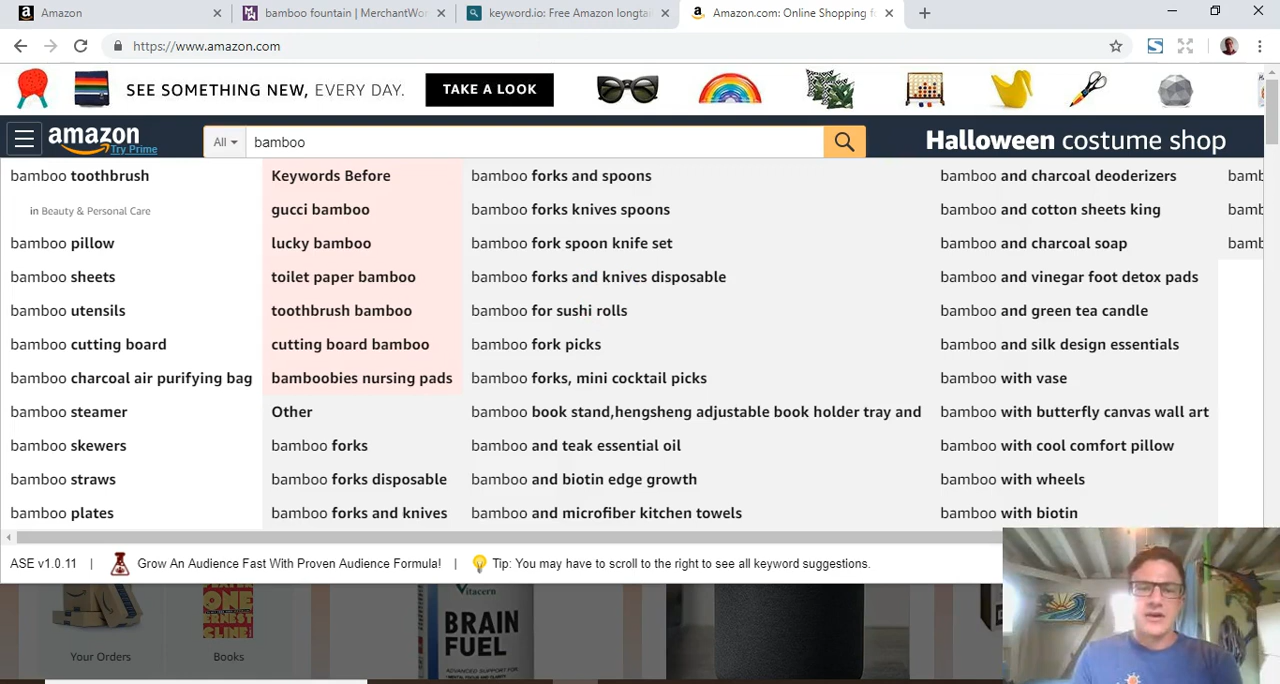 Amazon
bamboo fountain | MerchantWor
keyword.io: Free Amazon longta
Amazon.com: Online Shopping f
https://www.amazon.com
SEE SOMETHING NEW, EVERY DAY.
TAKE A LOOK
amazon
Try Prime
All
bamboo
Halloween costume shop
bamboo toothbrush
in Beauty & Personal Care
bamboo pillow
bamboo sheets
bamboo utensils
bamboo cutting board
bamboo charcoal air purifying bag
bamboo steamer
bamboo skewers
bamboo straws
bamboo plates
Keywords Before
gucci bamboo
lucky bamboo
toilet paper bamboo
toothbrush bamboo
cutting board bamboo
bamboobies nursing pads
Other
bamboo forks
bamboo forks disposable
bamboo forks and knives
bamboo forks and spoons
bamboo forks knives spoons
bamboo fork spoon knife set
bamboo forks and knives disposable
bamboo for sushi rolls
bamboo fork picks
bamboo forks, mini cocktail picks
bamboo book stand,hengsheng adjustable book holder tray and
bamboo and teak essential oil
bamboo and biotin edge growth
bamboo and microfiber kitchen towels
bamboo and charcoal deoderizers
bamboo and cotton sheets king
bamboo and charcoal soap
bamboo and vinegar foot detox pads
bamboo and green tea candle
bamboo and silk design essentials
bamboo with vase
bamboo with butterfly canvas wall art
bamboo with cool comfort pillow
bamboo with wheels
bamboo with biotin
bamb
bamb
bamb
ASE v1.0.11 |
Grow An Audience Fast With Proven Audience Formula! |
Tip: You may have to scroll to the right to see all keyword suggestions.
Your Orders
ONE
ERNEST
CLINE
Books
Vitacern
BRAIN
FUEL
ADVANCED SUPPORT FOR